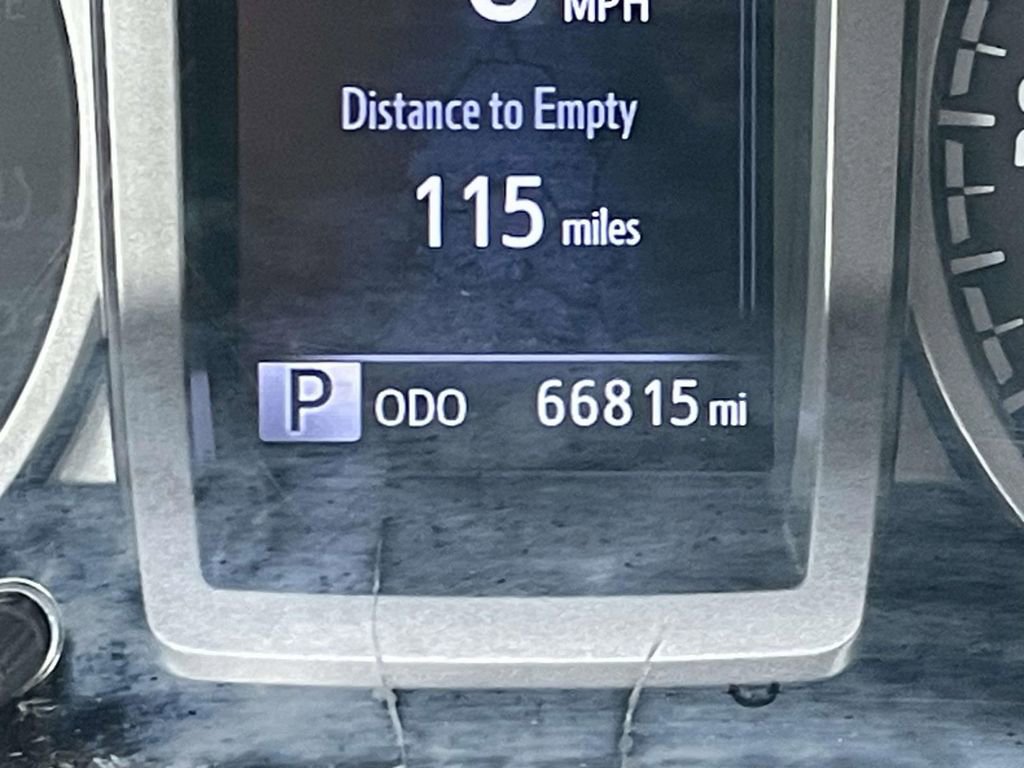 MPH
Distance to Empty
115 miles
P ODO 66815 mi